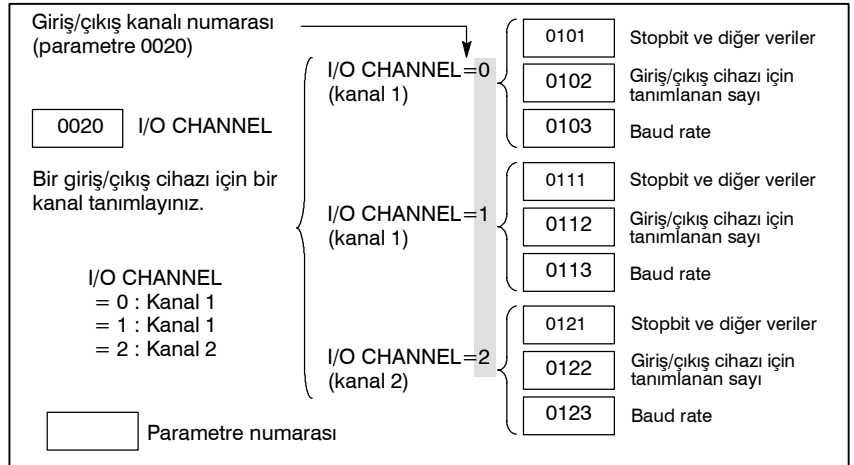 Giriş/çıkış kanalı numarası
(parametre 0020)
0020 I/O CHANNEL
Bir giriş/çıkış cihazı için bir
kanal tanımlayınız.
I/O CHANNEL
= 0 : Kanal 1
= 1 : Kanal 1
= 2 : Kanal 2
Parametre numarası
I/O CHANNEL=0
(kanal 1)
0101 Stopbit ve diğer veriler
0102 Giriş/çıkış cihazı için
tanımlanan sayı
0103 Baud rate
I/O CHANNEL=1
(kanal 1)
0111 Stopbit ve diğer veriler
0112 Giriş/çıkış cihazı için
tanımlanan sayı
0113 Baud rate
I/O CHANNEL=2
(kanal 2)
0121 Stopbit ve diğer veriler
0122 Giriş/çıkış cihazı için
tanımlanan sayı
0123 Baud rate